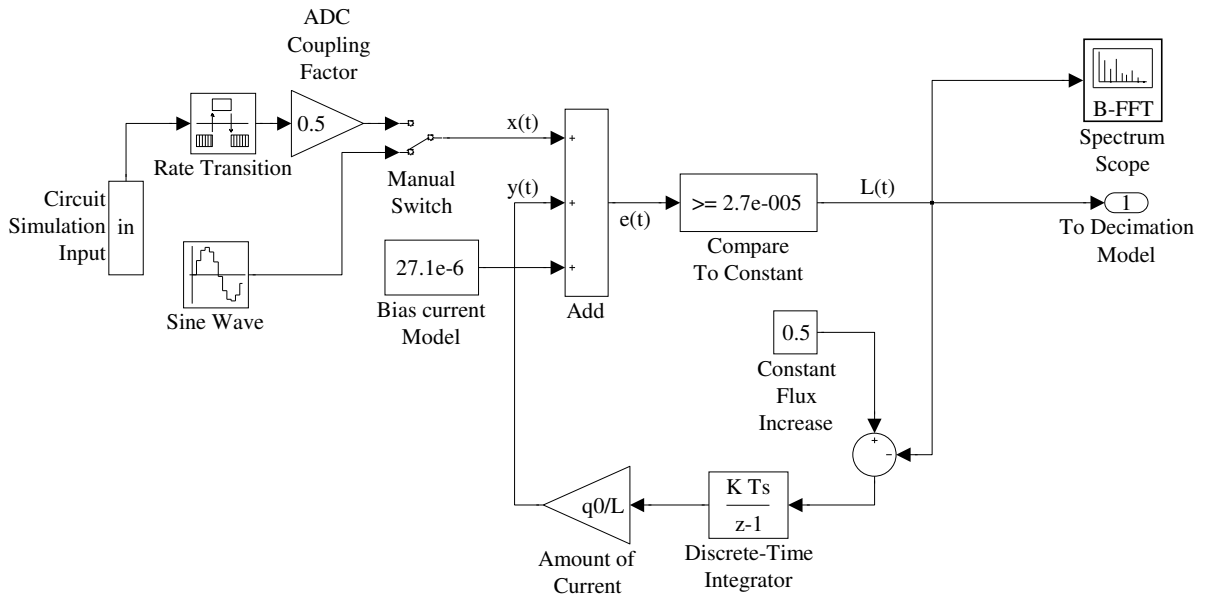 ADC
Coupling
Factor
0.5
Rate Transition
Circuit
Simulation
Input
in
Sine Wave
Manual
Switch
x(t)
y(t)
27.1e-6
Bias current
Model
+
+
+
Add
e(t)
>= 2.7e-005
Compare
To Constant
L(t)
B-FFT
Spectrum
Scope
1
To Decimation
Model
0.5
Constant
Flux
Increase
+
−
K Ts
z-1
Discrete-Time
Integrator
q0/L
Amount of
Current